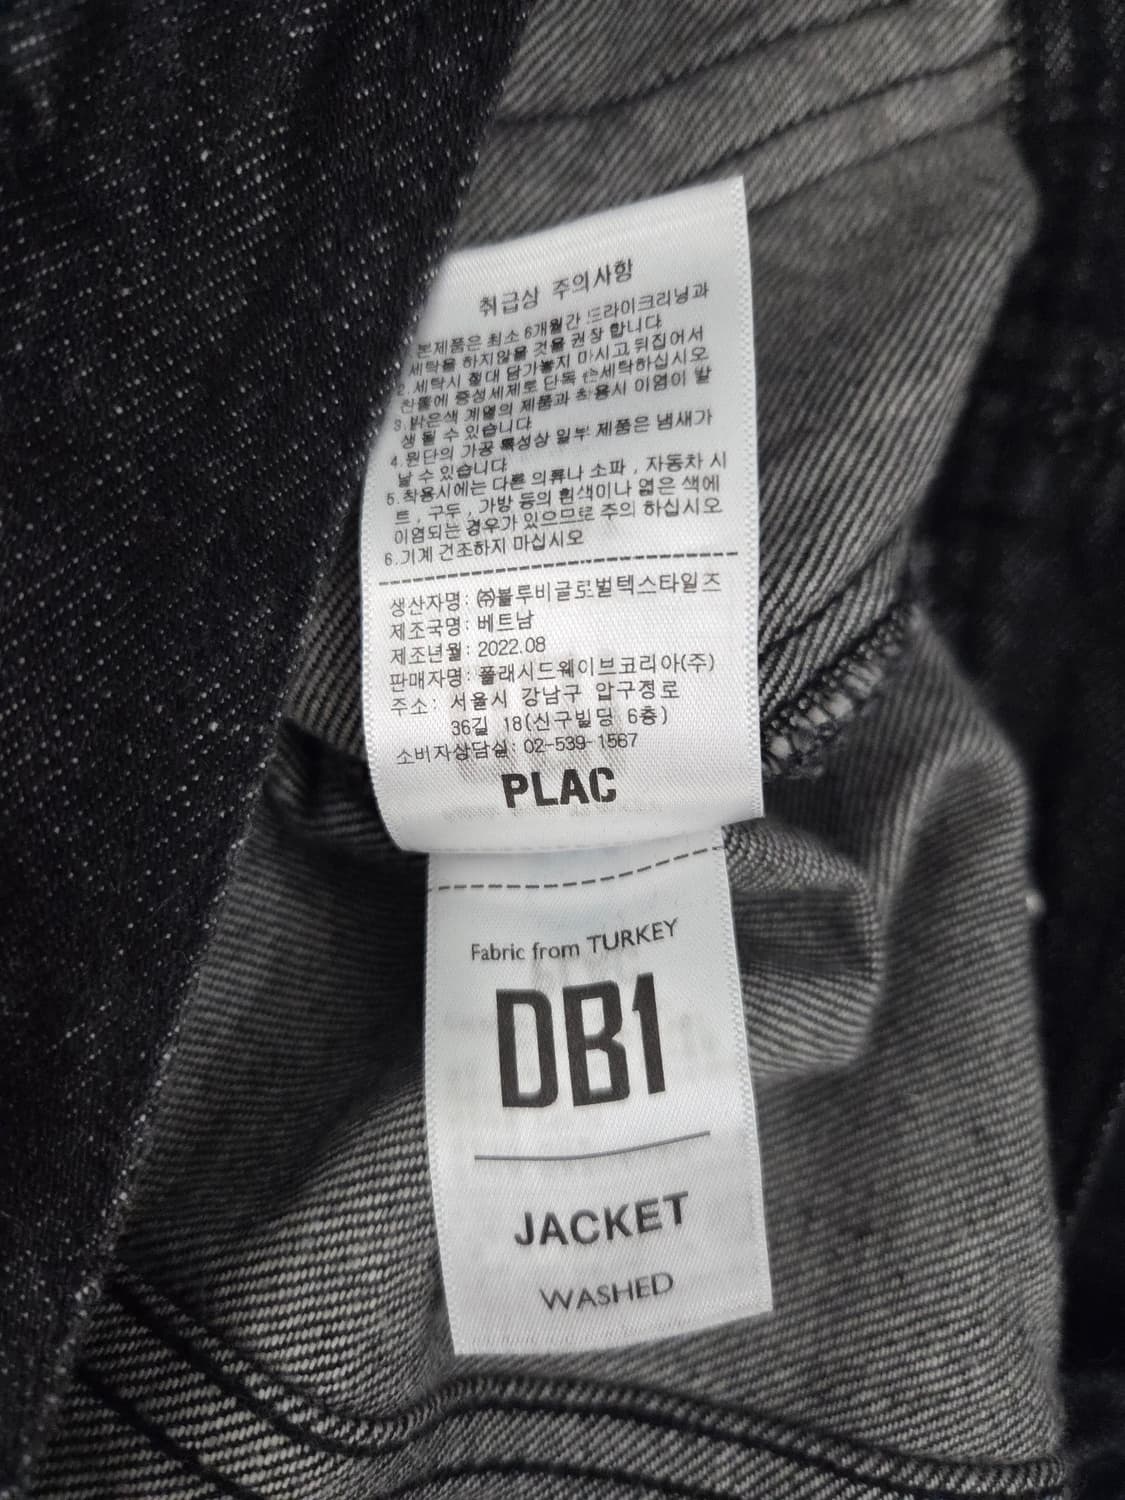 취급상 주의사항
본제품은 최소 6개월간 드라이크리닝과
세탁을 하지않을 것을 권장 합니다
2.세탁시 절대 담가놓지 마시고 뒤집어서
찬물에 중성세제로 단독 손세탁하십시오
3.밝은색 계열의 제품과 착용시 이염이 발
생 될 수 있습니다
4.원단의 가공 특성상 일부 제품은 냄새가
날 수 있습니다
5.착용시에는 다른 의류나 소파 , 자동차 시
트 , 구두 , 가방 등의 흰색이나 엷은 색에
이염되는 경우가 있으므로 주의 하십시오
6.기계 건조하지 마십시오
생산자명: ㈜블루비글로벌텍스타일즈
제조국명: 베트남
제조년월: 2022.08
판매자명: 플래시드웨이브코리아(주)
주소: 서울시 강남구 압구정로
36길 18(신구빌딩 6층)
소비자상담실: 02-539-1567
PLAC
Fabric from TURKEY
DB1
JACKET
WASHED